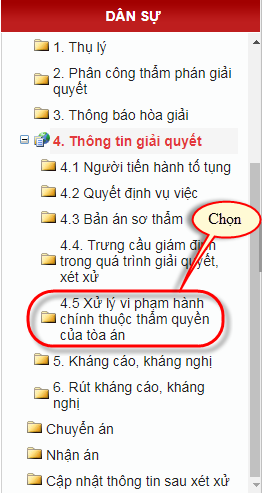 DÂN SỰ
1. Thụ lý
2. Phân công thẩm phán giải
quyết
3. Thông báo hòa giải
4. Thông tin giải quyết
4.1 Người tiến hành tố tụng
4.2 Quyết định vụ việc
4.3 Bản án sơ thẩm
Chọn
4.4. Trưng cầu giám định
trong quá trình giải quyết,
xét xử
4.5 Xử lý vi phạm hành
chính thuộc thẩm quyền
của tòa án
5. Kháng cáo, kháng nghị
6. Rút kháng cáo, kháng
nghị
Chuyển án
Nhận án
Cập nhật thông tin sau xét xử